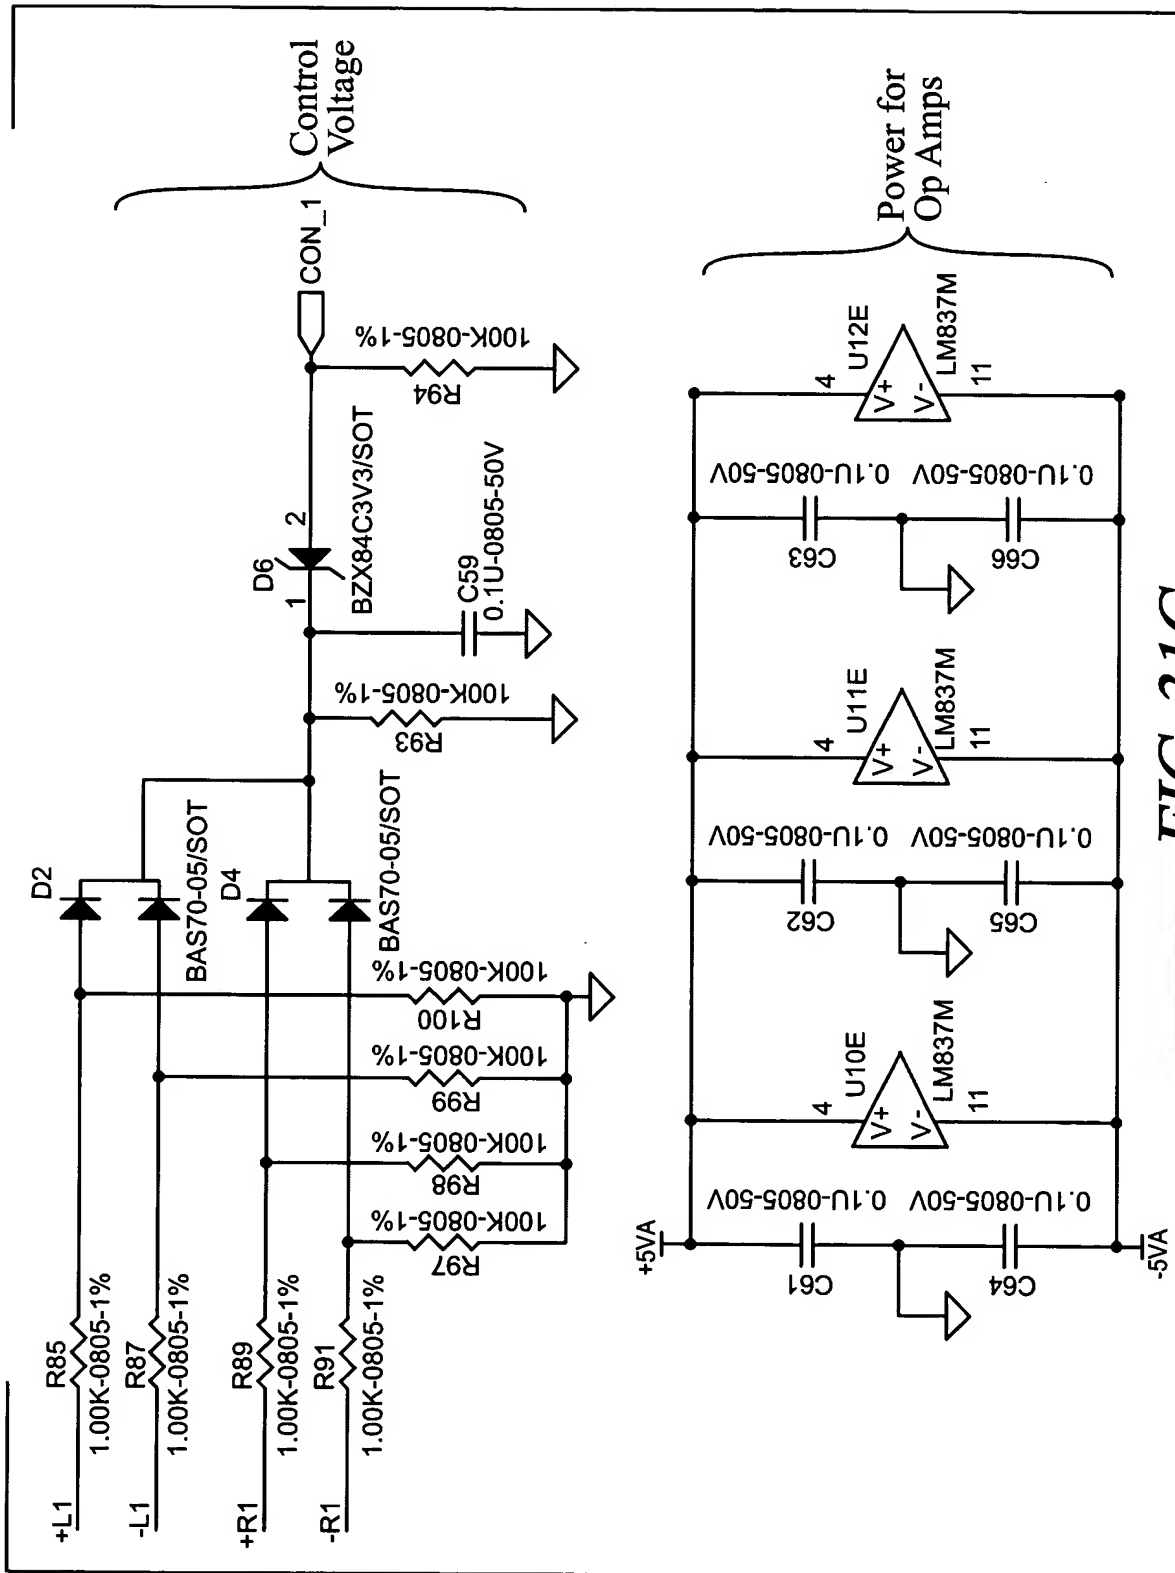 +L1
R85
1.00K-0805-1%
-L1
R87
1.00K-0805-1%
+R1
R89
1.00K-0805-1%
-R1
R91
1.00K-0805-1%
R97
100K-0805-1%
R98
100K-0805-1%
R99
100K-0805-1%
R100
100K-0805-1%
D2
BAS70-05/SOT
D4
BAS70-05/SOT
R93
100K-0805-1%
C59
0.1U-0805-50V
1
D6
2
BZX84C3V3/SOT
R94
100K-0805-1%
CON_1
Control
Voltage
+5VA
-5VA
C61
0.1U-0805-50V
C64
0.1U-0805-50V
4
U10E
V+
V-
LM837M
11
C62
0.1U-0805-50V
C65
0.1U-0805-50V
4
U11E
V+
V-
LM837M
11
C63
0.1U-0805-50V
C66
0.1U-0805-50V
4
U12E
V+
V-
LM837M
11
Power for
Op Amps